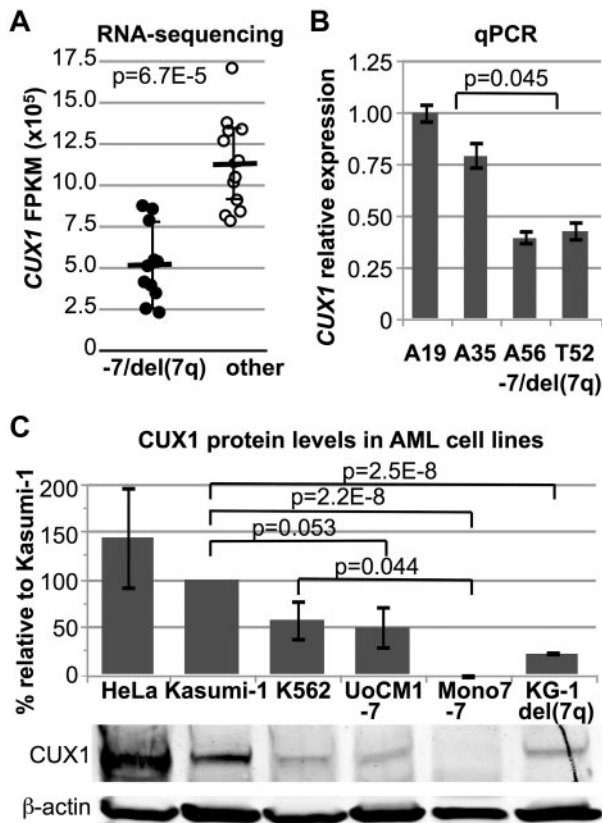 A
RNA-sequencing
CUX1 FPKM (x10⁵)
17.5
15.0
12.5
10.0
7.5
5.0
2.5
0
p=6.7E-5
-7/del(7q) other
B
qPCR
CUX1 relative expression
1.25
1.00
0.75
0.50
0.25
0
p=0.045
A19 A35 A56 T52
-7/del(7q)
C
CUX1 protein levels in AML cell lines
% relative to Kasumi-1
200
150
100
50
0
p=2.5E-8
p=2.2E-8
p=0.053
p=0.044
HeLa Kasumi-1 K562 UoCM1 Mono7 KG-1
-7 -7 del(7q)
CUX1
β-actin